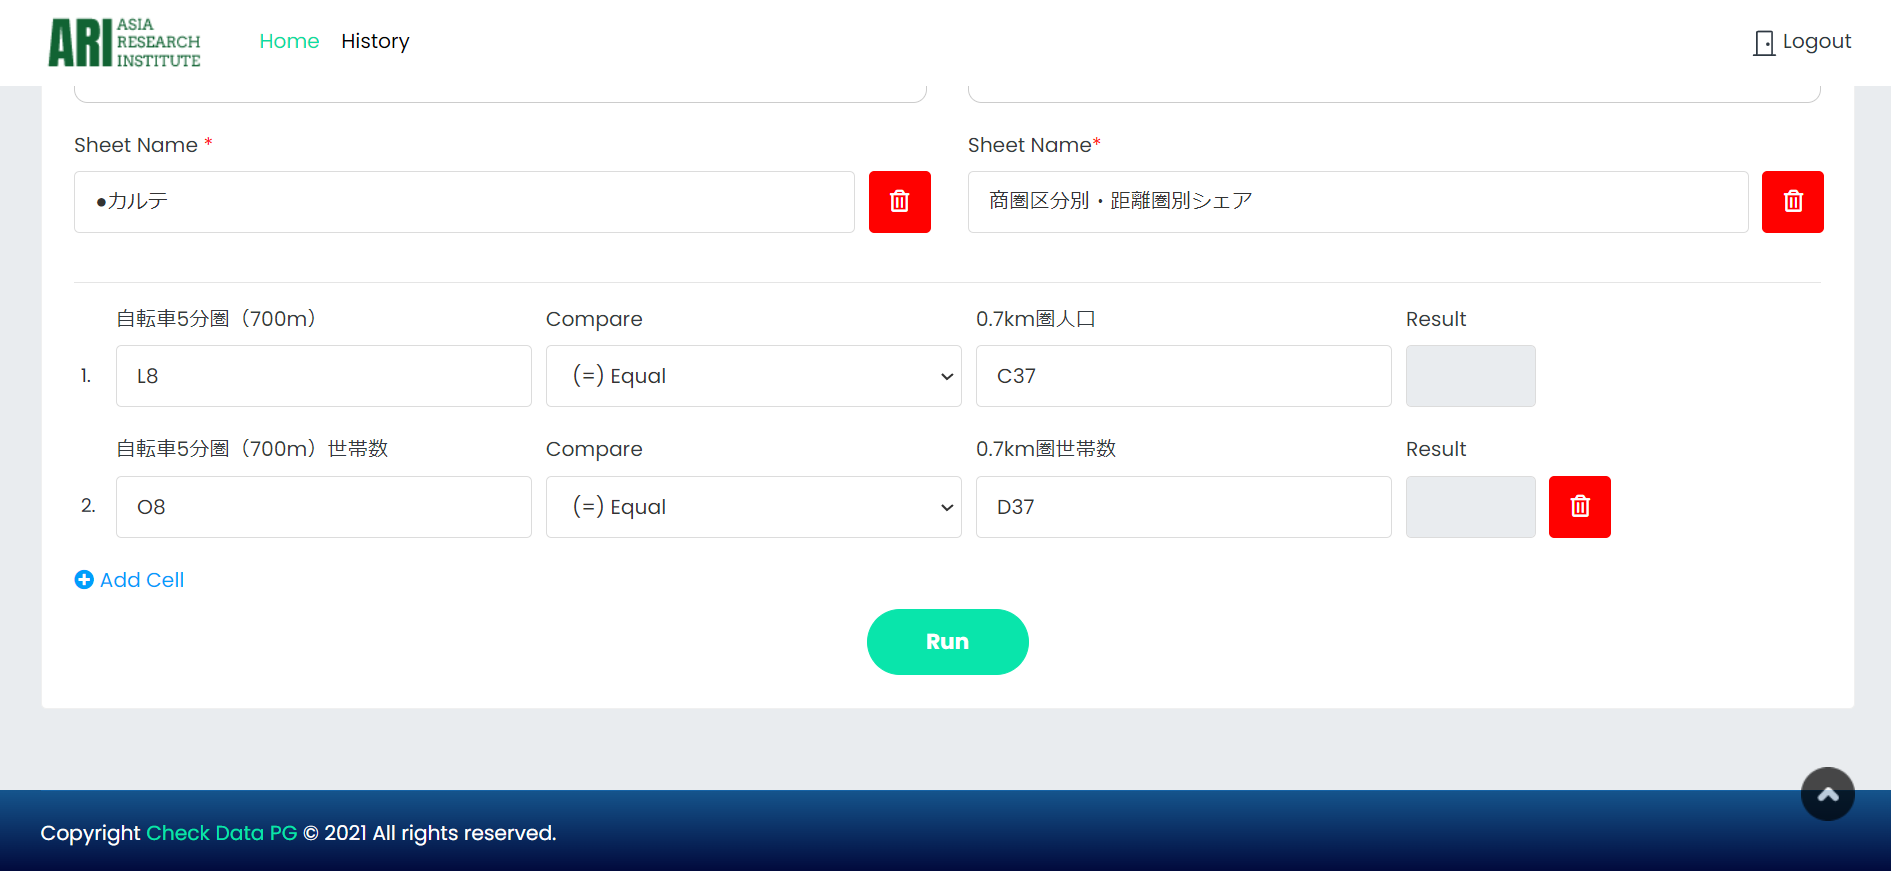 ARI ASIA RESEARCH INSTITUTE
Home History Logout
Sheet Name * Sheet Name*
●カルテ 商圏区分別・距離圏別シェア
自転車5分圏（700m） Compare 0.7km圏人口 Result
1. L8 (=) Equal C37
自転車5分圏（700m）世帯数 Compare 0.7km圏世帯数 Result
2. O8 (=) Equal D37
Add Cell
Run
Copyright Check Data PG © 2021 All rights reserved.